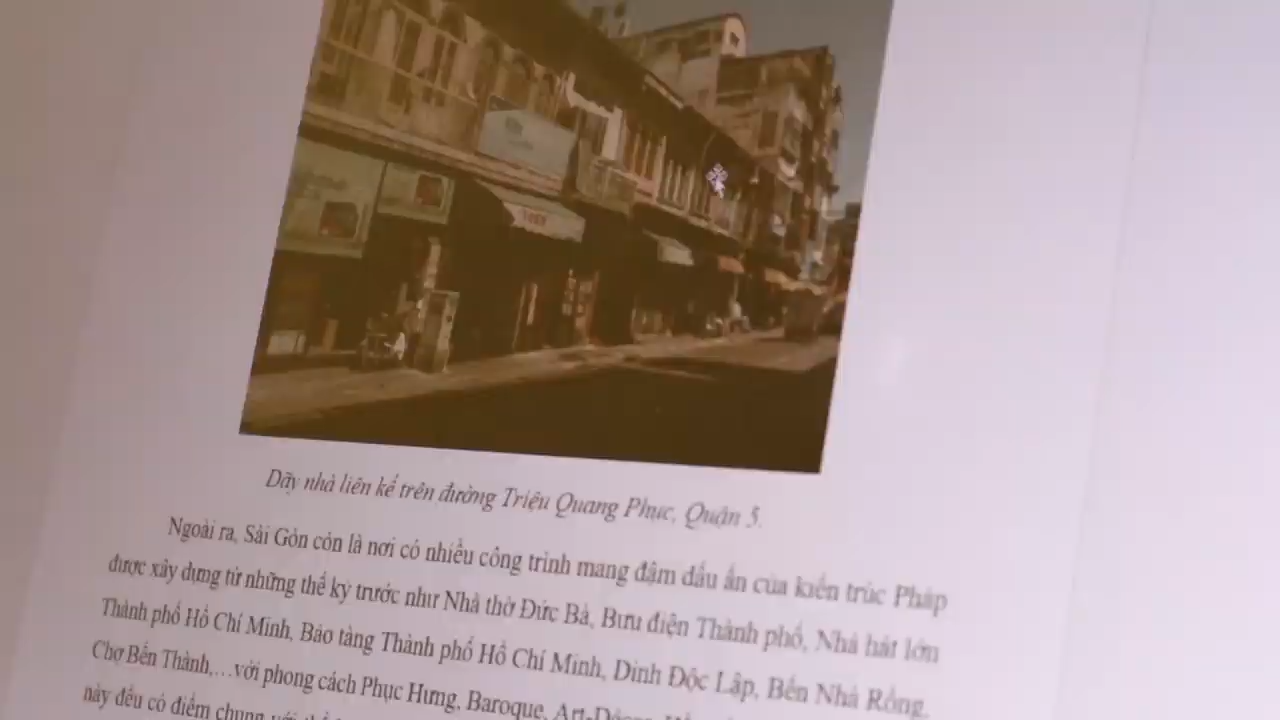 Dãy nhà liên kế trên đường Triệu Quang Phục, Quận 5.
Ngoài ra, Sài Gòn còn là nơi có nhiều công trình mang đậm dấu ấn của kiến trúc Pháp
được xây dựng từ những thế kỷ trước như Nhà thờ Đức Bà, Bưu điện Thành phố, Nhà hát lớn
Thành phố Hồ Chí Minh, Bảo tàng Thành phố Hồ Chí Minh, Dinh Độc Lập, Bến Nhà Rồng,
Chợ Bến Thành,…với phong cách Phục Hưng, Baroque, Art-Décor,
này đều có điểm chung với